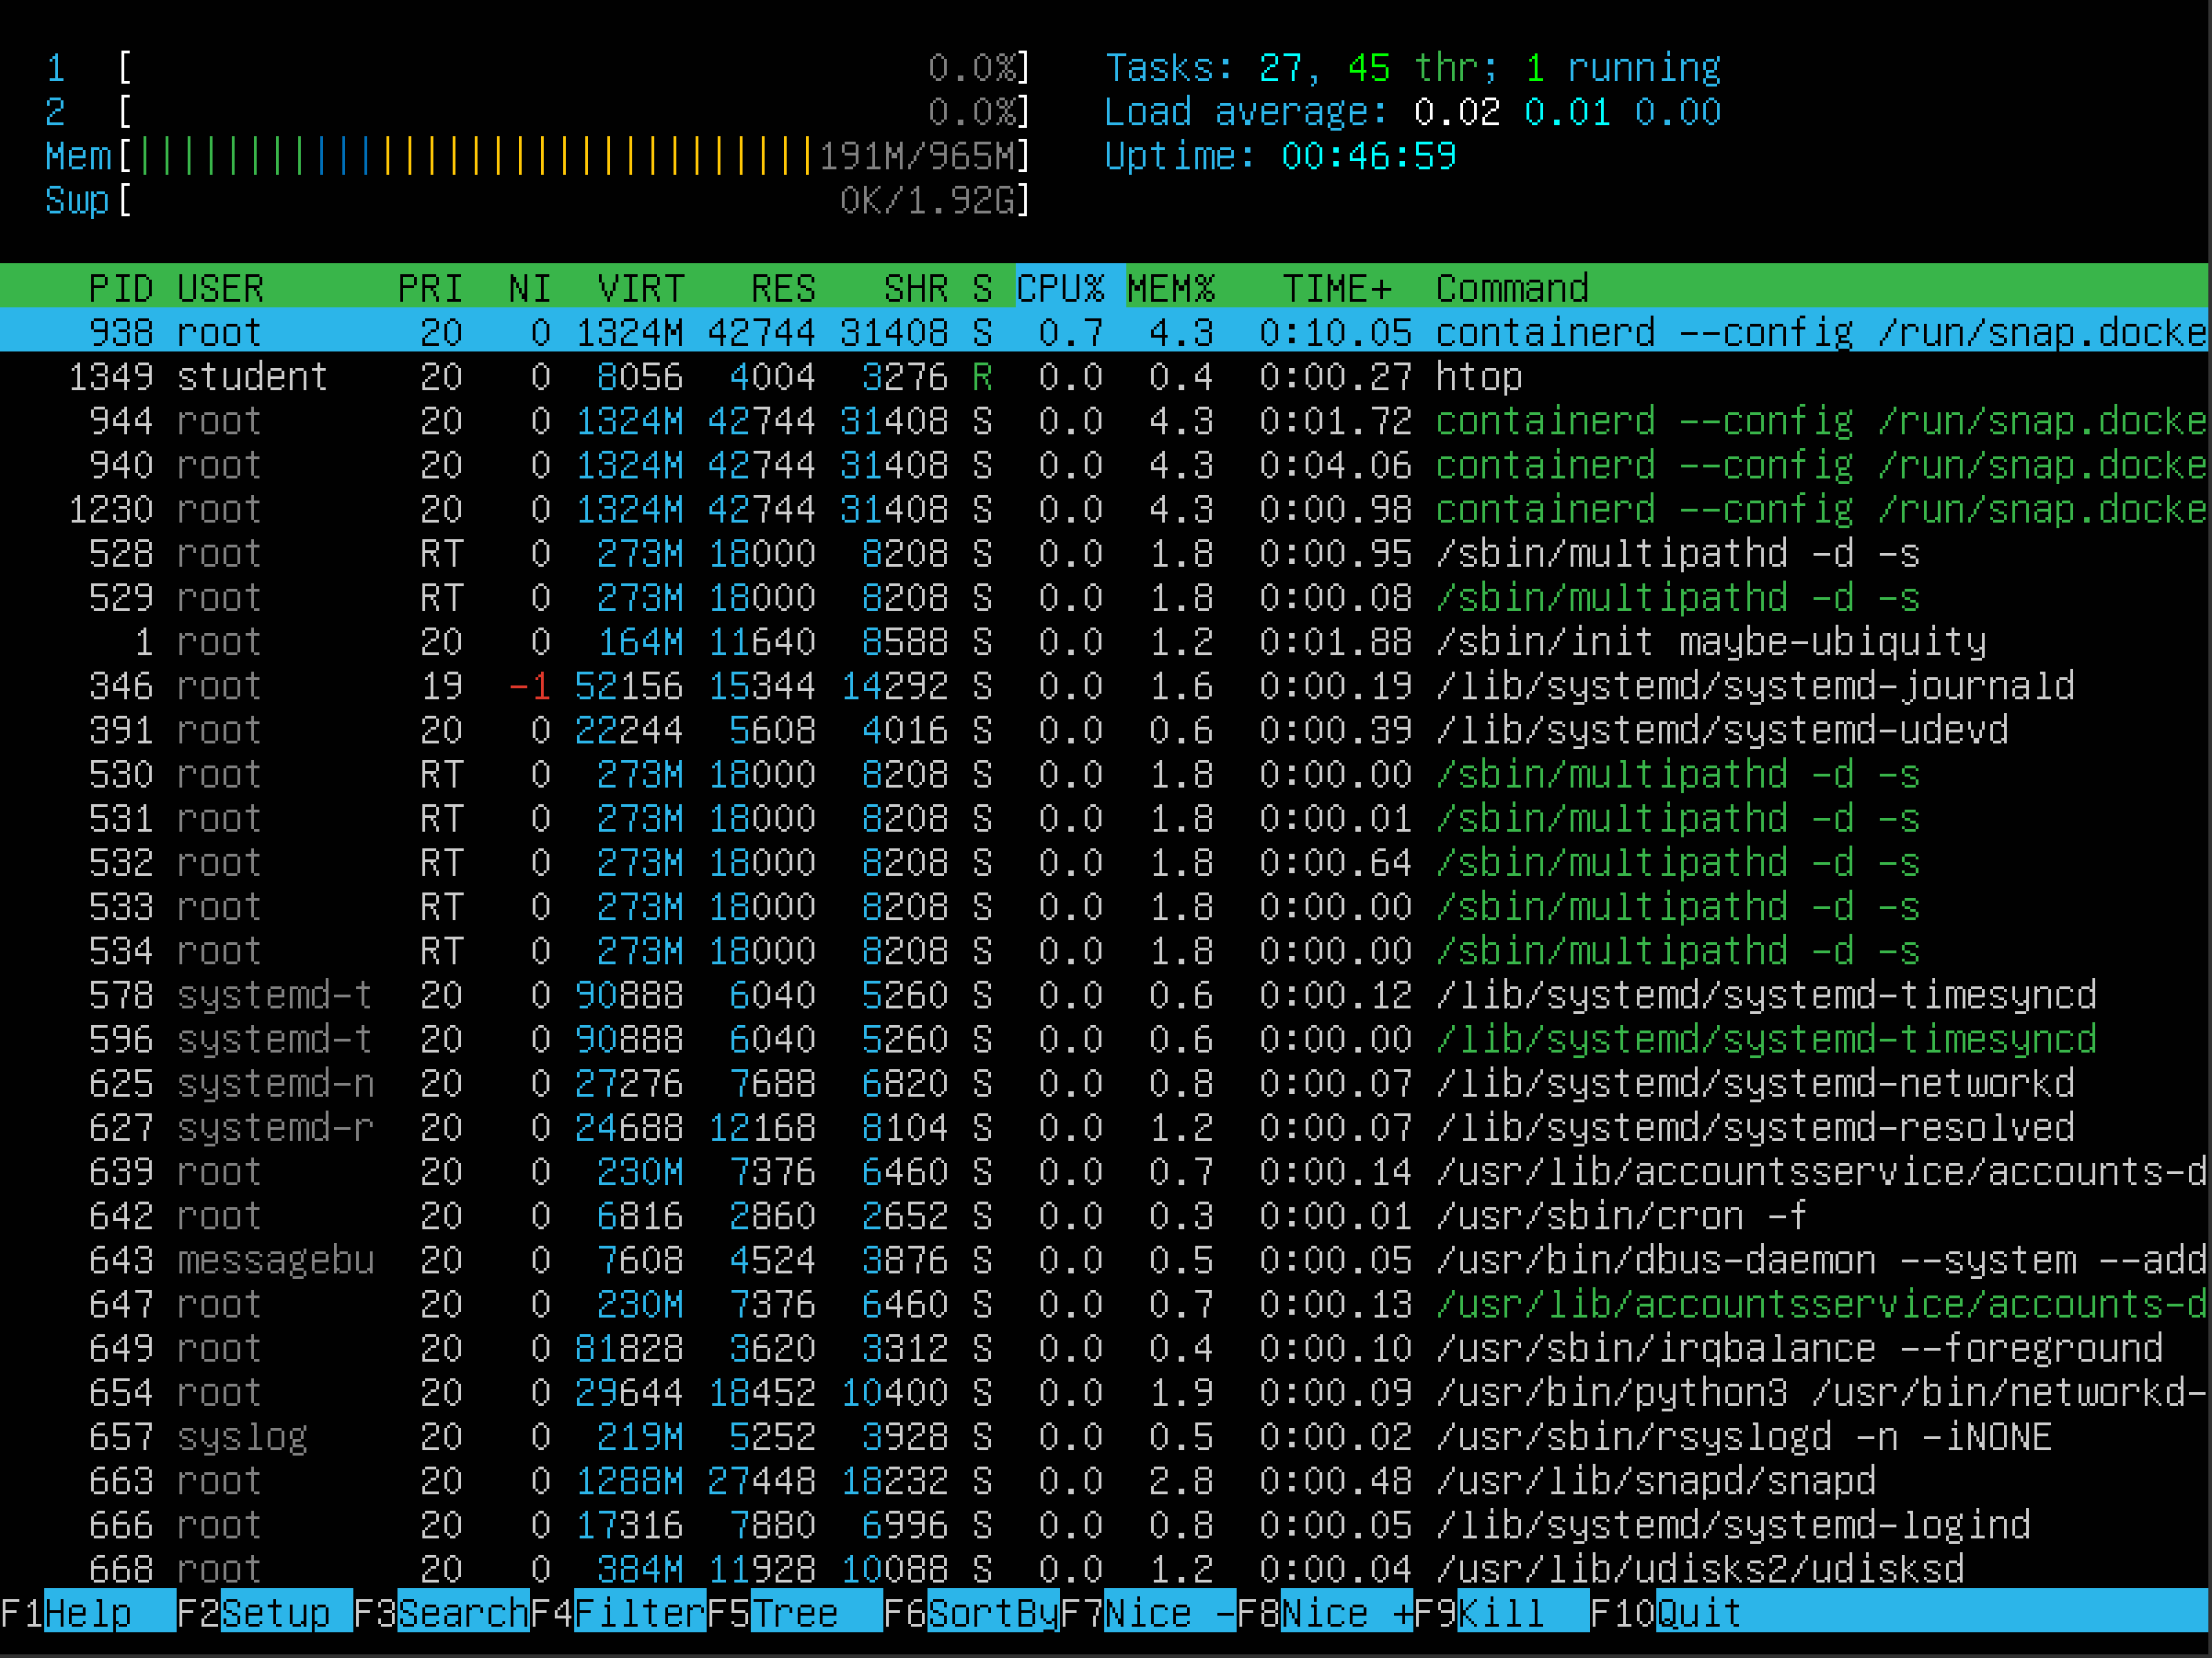 1 [ 0.0%] Tasks: 27, 45 thr; 1 running
2 [ 0.0%] Load average: 0.02 0.01 0.00
Mem[|||||||||||||||||||||||||||||||191M/965M] Uptime: 00:46:59
Swp[ 0K/1.92G]
PID USER PRI NI VIRT RES SHR S CPU% MEM% TIME+ Command
938 root 20 0 1324M 42744 31408 S 0.7 4.3 0:10.05 containerd --config /run/snap.docke
1349 student 20 0 8056 4004 3276 R 0.0 0.4 0:00.27 htop
944 root 20 0 1324M 42744 31408 S 0.0 4.3 0:01.72 containerd --config /run/snap.docke
940 root 20 0 1324M 42744 31408 S 0.0 4.3 0:04.06 containerd --config /run/snap.docke
1230 root 20 0 1324M 42744 31408 S 0.0 4.3 0:00.98 containerd --config /run/snap.docke
528 root RT 0 273M 18000 8208 S 0.0 1.8 0:00.95 /sbin/multipathd -d -s
529 root RT 0 273M 18000 8208 S 0.0 1.8 0:00.08 /sbin/multipathd -d -s
1 root 20 0 164M 11640 8588 S 0.0 1.2 0:01.88 /sbin/init maybe-ubiquity
346 root 19 -1 52156 15344 14292 S 0.0 1.6 0:00.19 /lib/systemd/systemd-journald
391 root 20 0 22244 5608 4016 S 0.0 0.6 0:00.39 /lib/systemd/systemd-udevd
530 root RT 0 273M 18000 8208 S 0.0 1.8 0:00.00 /sbin/multipathd -d -s
531 root RT 0 273M 18000 8208 S 0.0 1.8 0:00.01 /sbin/multipathd -d -s
532 root RT 0 273M 18000 8208 S 0.0 1.8 0:00.64 /sbin/multipathd -d -s
533 root RT 0 273M 18000 8208 S 0.0 1.8 0:00.00 /sbin/multipathd -d -s
534 root RT 0 273M 18000 8208 S 0.0 1.8 0:00.00 /sbin/multipathd -d -s
578 systemd-t 20 0 90888 6040 5260 S 0.0 0.6 0:00.12 /lib/systemd/systemd-timesyncd
596 systemd-t 20 0 90888 6040 5260 S 0.0 0.6 0:00.00 /lib/systemd/systemd-timesyncd
625 systemd-n 20 0 27276 7688 6820 S 0.0 0.8 0:00.07 /lib/systemd/systemd-networkd
627 systemd-r 20 0 24688 12168 8104 S 0.0 1.2 0:00.07 /lib/systemd/systemd-resolved
639 root 20 0 230M 7376 6460 S 0.0 0.7 0:00.14 /usr/lib/accountsservice/accounts-d
642 root 20 0 6816 2860 2652 S 0.0 0.3 0:00.01 /usr/sbin/cron -f
643 messagebu 20 0 7608 4524 3876 S 0.0 0.5 0:00.05 /usr/bin/dbus-daemon --system --add
647 root 20 0 230M 7376 6460 S 0.0 0.7 0:00.13 /usr/lib/accountsservice/accounts-d
649 root 20 0 81828 3620 3312 S 0.0 0.4 0:00.10 /usr/sbin/irqbalance --foreground
654 root 20 0 29644 18452 10400 S 0.0 1.9 0:00.09 /usr/bin/python3 /usr/bin/networkd-
657 syslog 20 0 219M 5252 3928 S 0.0 0.5 0:00.02 /usr/sbin/rsyslogd -n -iNONE
663 root 20 0 1288M 27448 18232 S 0.0 2.8 0:00.48 /usr/lib/snapd/snapd
666 root 20 0 17316 7880 6996 S 0.0 0.8 0:00.05 /lib/systemd/systemd-logind
668 root 20 0 384M 11928 10088 S 0.0 1.2 0:00.04 /usr/lib/udisks2/udisksd
F1Help F2Setup F3SearchF4FilterF5Tree F6SortByF7Nice -F8Nice +F9Kill F10Quit